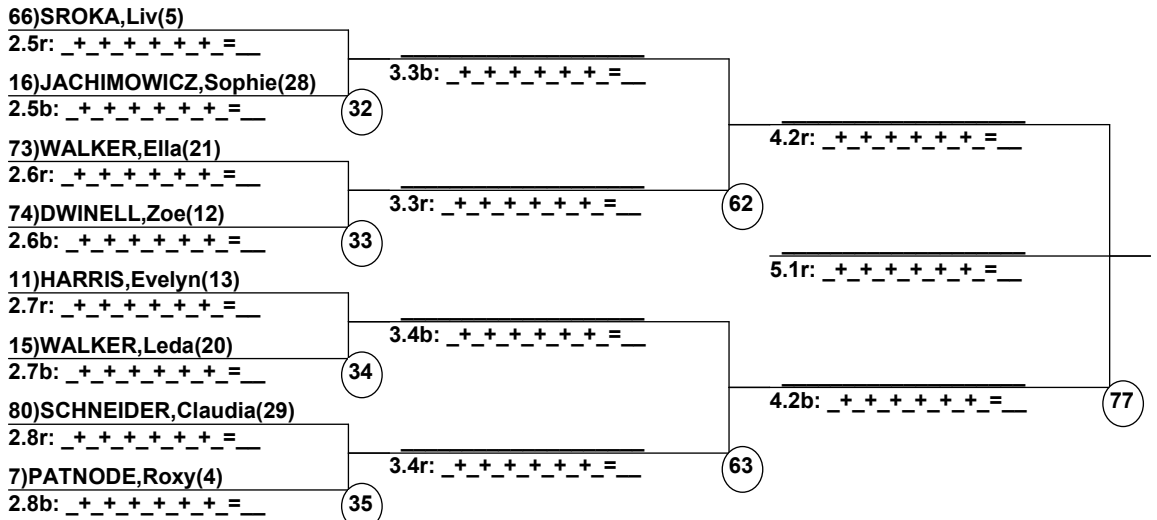 66)SROKA,Liv(5)
2.5r: _+_+_+_+_+_=__
16)JACHIMOWICZ,Sophie(28)
2.5b: _+_+_+_+_+_=__
32
73)WALKER,Ella(21)
2.6r: _+_+_+_+_+_=__
74)DWINELL,Zoe(12)
2.6b: _+_+_+_+_+_=__
33
11)HARRIS,Evelyn(13)
2.7r: _+_+_+_+_+_=__
15)WALKER,Leda(20)
2.7b: _+_+_+_+_+_=__
34
80)SCHNEIDER,Claudia(29)
2.8r: _+_+_+_+_+_=__
7)PATNODE,Roxy(4)
2.8b: _+_+_+_+_+_=__
35
3.3b: _+_+_+_+_+_=__
3.3r: _+_+_+_+_+_=__
62
3.4b: _+_+_+_+_+_=__
3.4r: _+_+_+_+_+_=__
63
4.2r: _+_+_+_+_+_=__
5.1r: _+_+_+_+_+_=__
4.2b: _+_+_+_+_+_=__
77